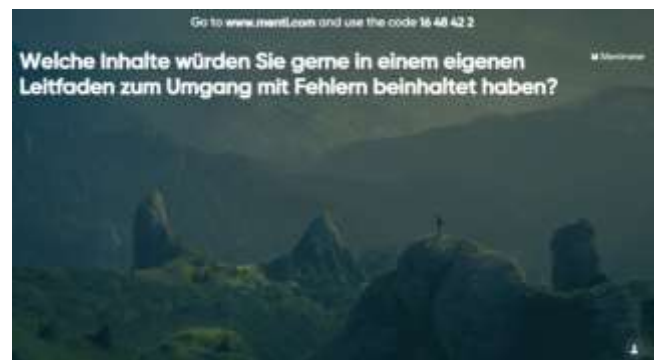 Go to www.menti.com and use the code 16 48 42 2
Welche Inhalte würden Sie gerne in einem eigenen
Leitfaden zum Umgang mit Fehlern beinhaltet haben?
Mentimeter